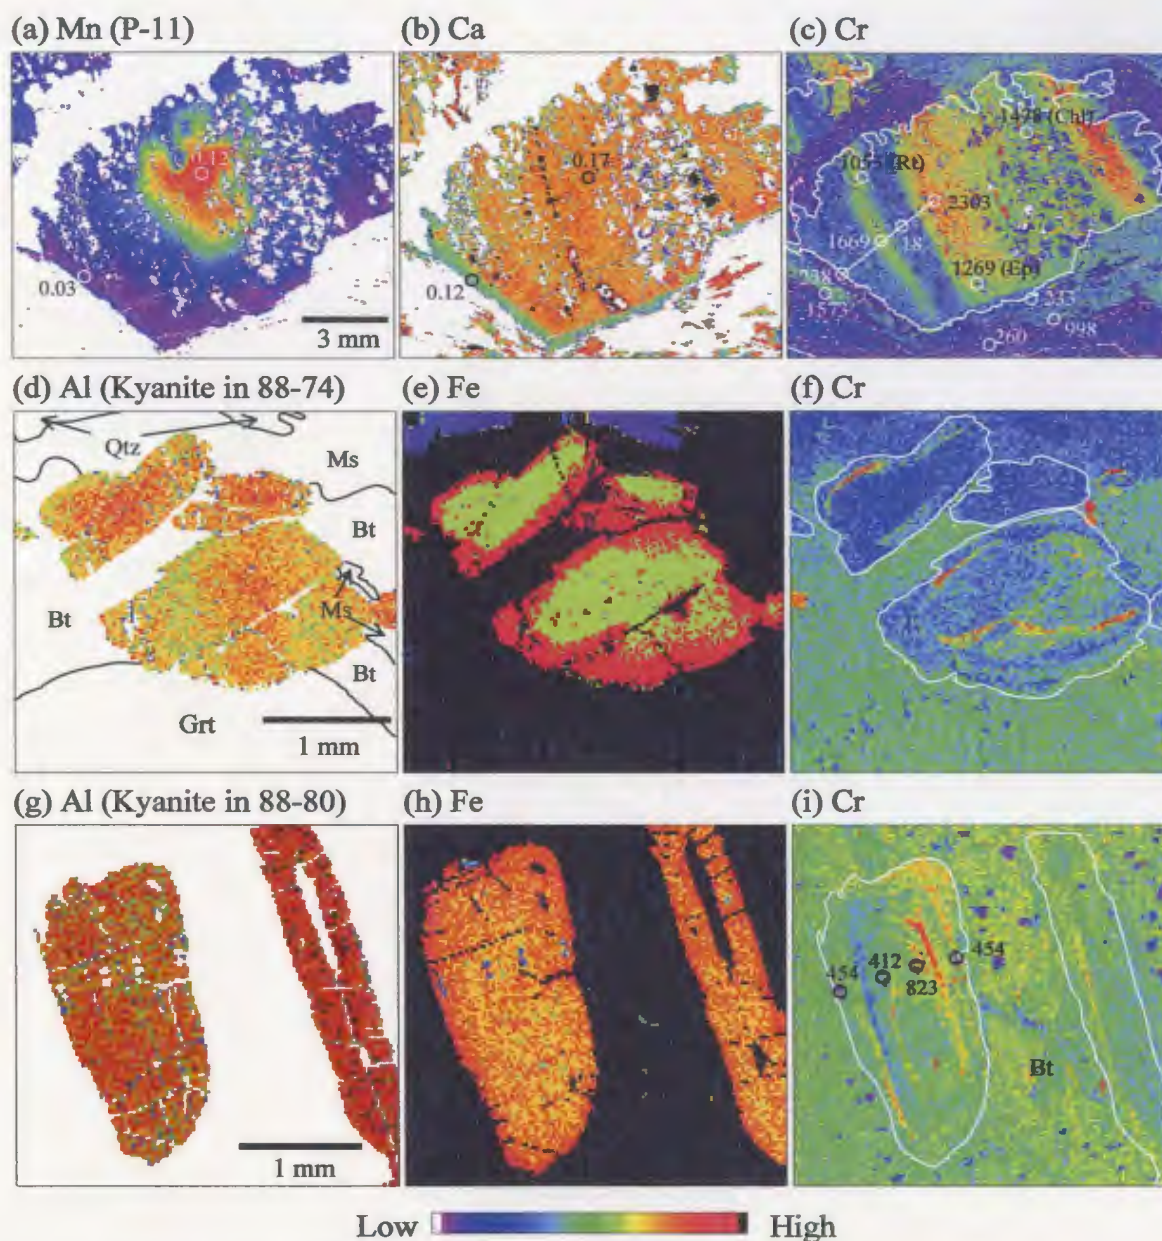 (a) Mn (P-11)
(b) Ca
(c) Cr
0.12
0.03
3 mm
0.17
0.12
1478 (Chl)
1055 (Rt)
2303
1669
18
1269 (Ep)
238
1573
233
998
260
(d) Al (Kyanite in 88-74)
(e) Fe
(f) Cr
Qtz
Ms
Bt
Ms
Bt
Bt
Grt
1 mm
(g) Al (Kyanite in 88-80)
(h) Fe
(i) Cr
454
412
823
454
Bt
1 mm
Low
High